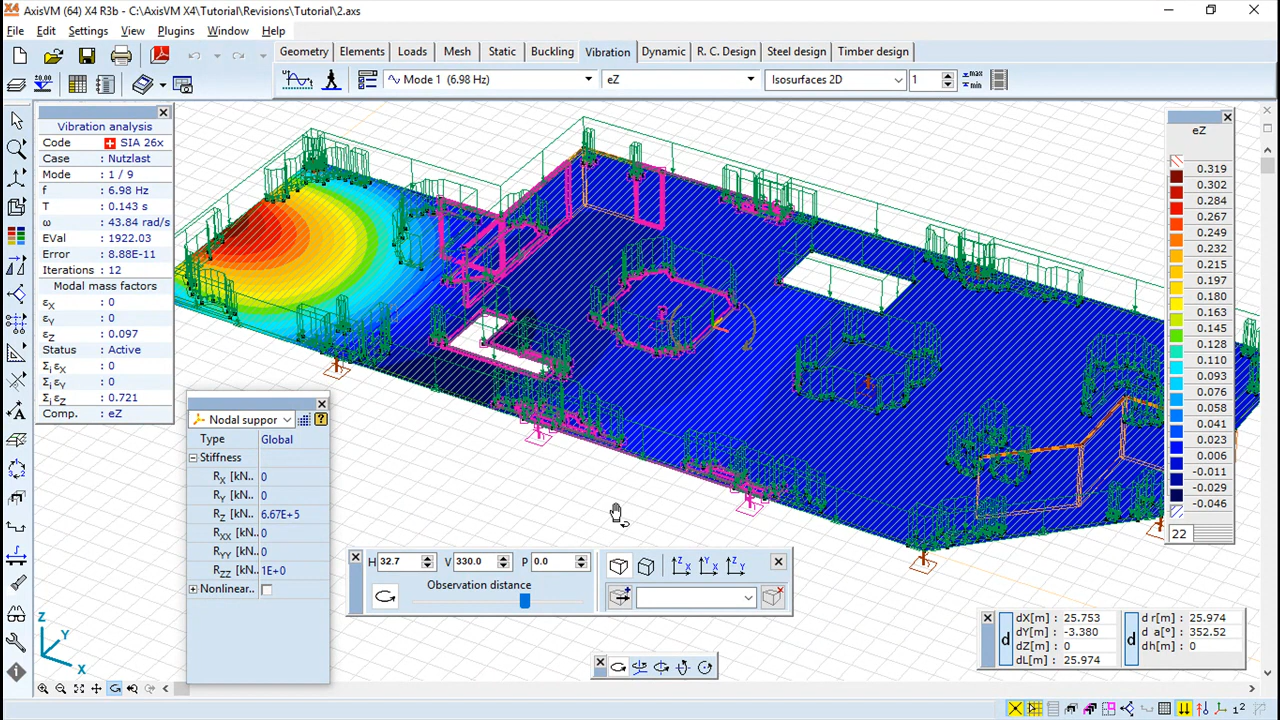 AxisVM (64) X4 R3b - C:\AxisVM X4\Tutorial\Revisions\Tutorial\2.axs
File Edit Settings View Plugins Window Help
Geometry Elements Loads Mesh Static Buckling Vibration Dynamic R. C. Design Steel design Timber design
Mode 1 (6.98 Hz) eZ Isosurfaces 2D 1 max min
Vibration analysis
Code : SIA 26x
Case : Nutzlast
Mode : 1 / 9
f : 6.98 Hz
T : 0.143 s
ω : 43.84 rad/s
EVal : 1922.03
Error : 8.88E-11
Iterations : 12
Modal mass factors
εX : 0
εY : 0
εZ : 0.097
Status : Active
ΣiεX : 0
ΣiεY : 0
ΣiεZ : 0.721
Comp. : eZ
Nodal suppor
Type Global
Stiffness
RX [kN.. 0
RY [kN.. 0
RZ [kN.. 6.67E+5
RXX [kN.. 0
RYY [kN.. 0
RZZ [kN.. 1E+0
Nonlinear..
H 32.7 V 330.0 P 0.0
Observation distance
eZ
0.319
0.302
0.284
0.267
0.249
0.232
0.215
0.197
0.180
0.163
0.145
0.128
0.110
0.093
0.076
0.058
0.041
0.023
0.006
-0.011
-0.029
-0.046
22
d
dX[m] : 25.753
dY[m] : -3.380
dZ[m] : 0
dL[m] : 25.974
d
d r[m] : 25.974
d a[°] : 352.52
dh[m] : 0
Z
Y
X